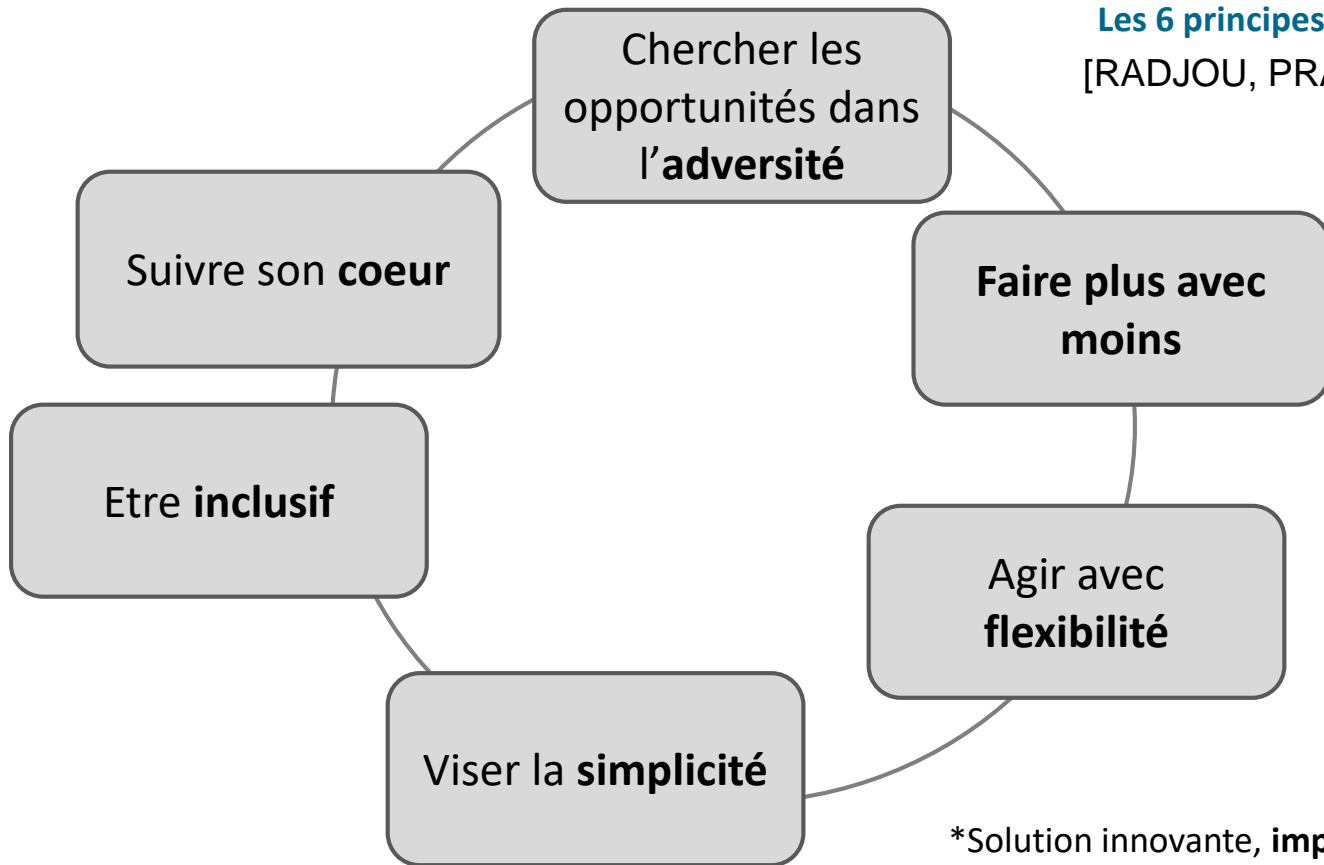 Les 6 principes
[RADJOU, PRA
Chercher les
opportunités dans
l’adversité
Faire plus avec
moins
Agir avec
flexibilité
Viser la simplicité
Etre inclusif
Suivre son coeur
*Solution innovante, imp